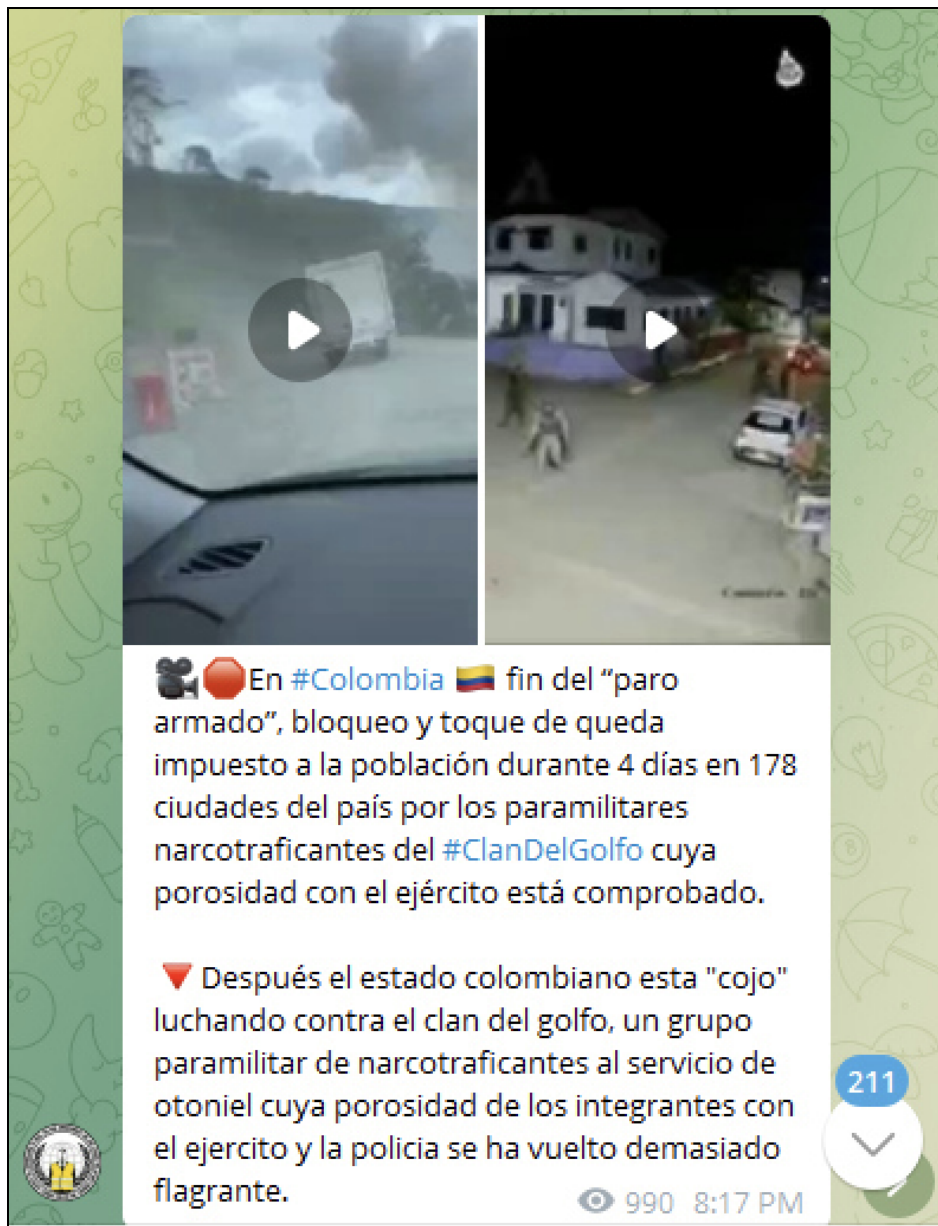 En #Colombia fin del “paro
armado”, bloqueo y toque de queda
impuesto a la población durante 4 días en 178
ciudades del país por los paramilitares
narcotraficantes del #ClanDelGolfo cuya
porosidad con el ejército está comprobado.
Después el estado colombiano esta "cojo"
luchando contra el clan del golfo, un grupo
paramilitar de narcotraficantes al servicio de
otoniel cuya porosidad de los integrantes con
el ejercito y la policia se ha vuelto demasiado
flagrante.
990 8:17 PM
211